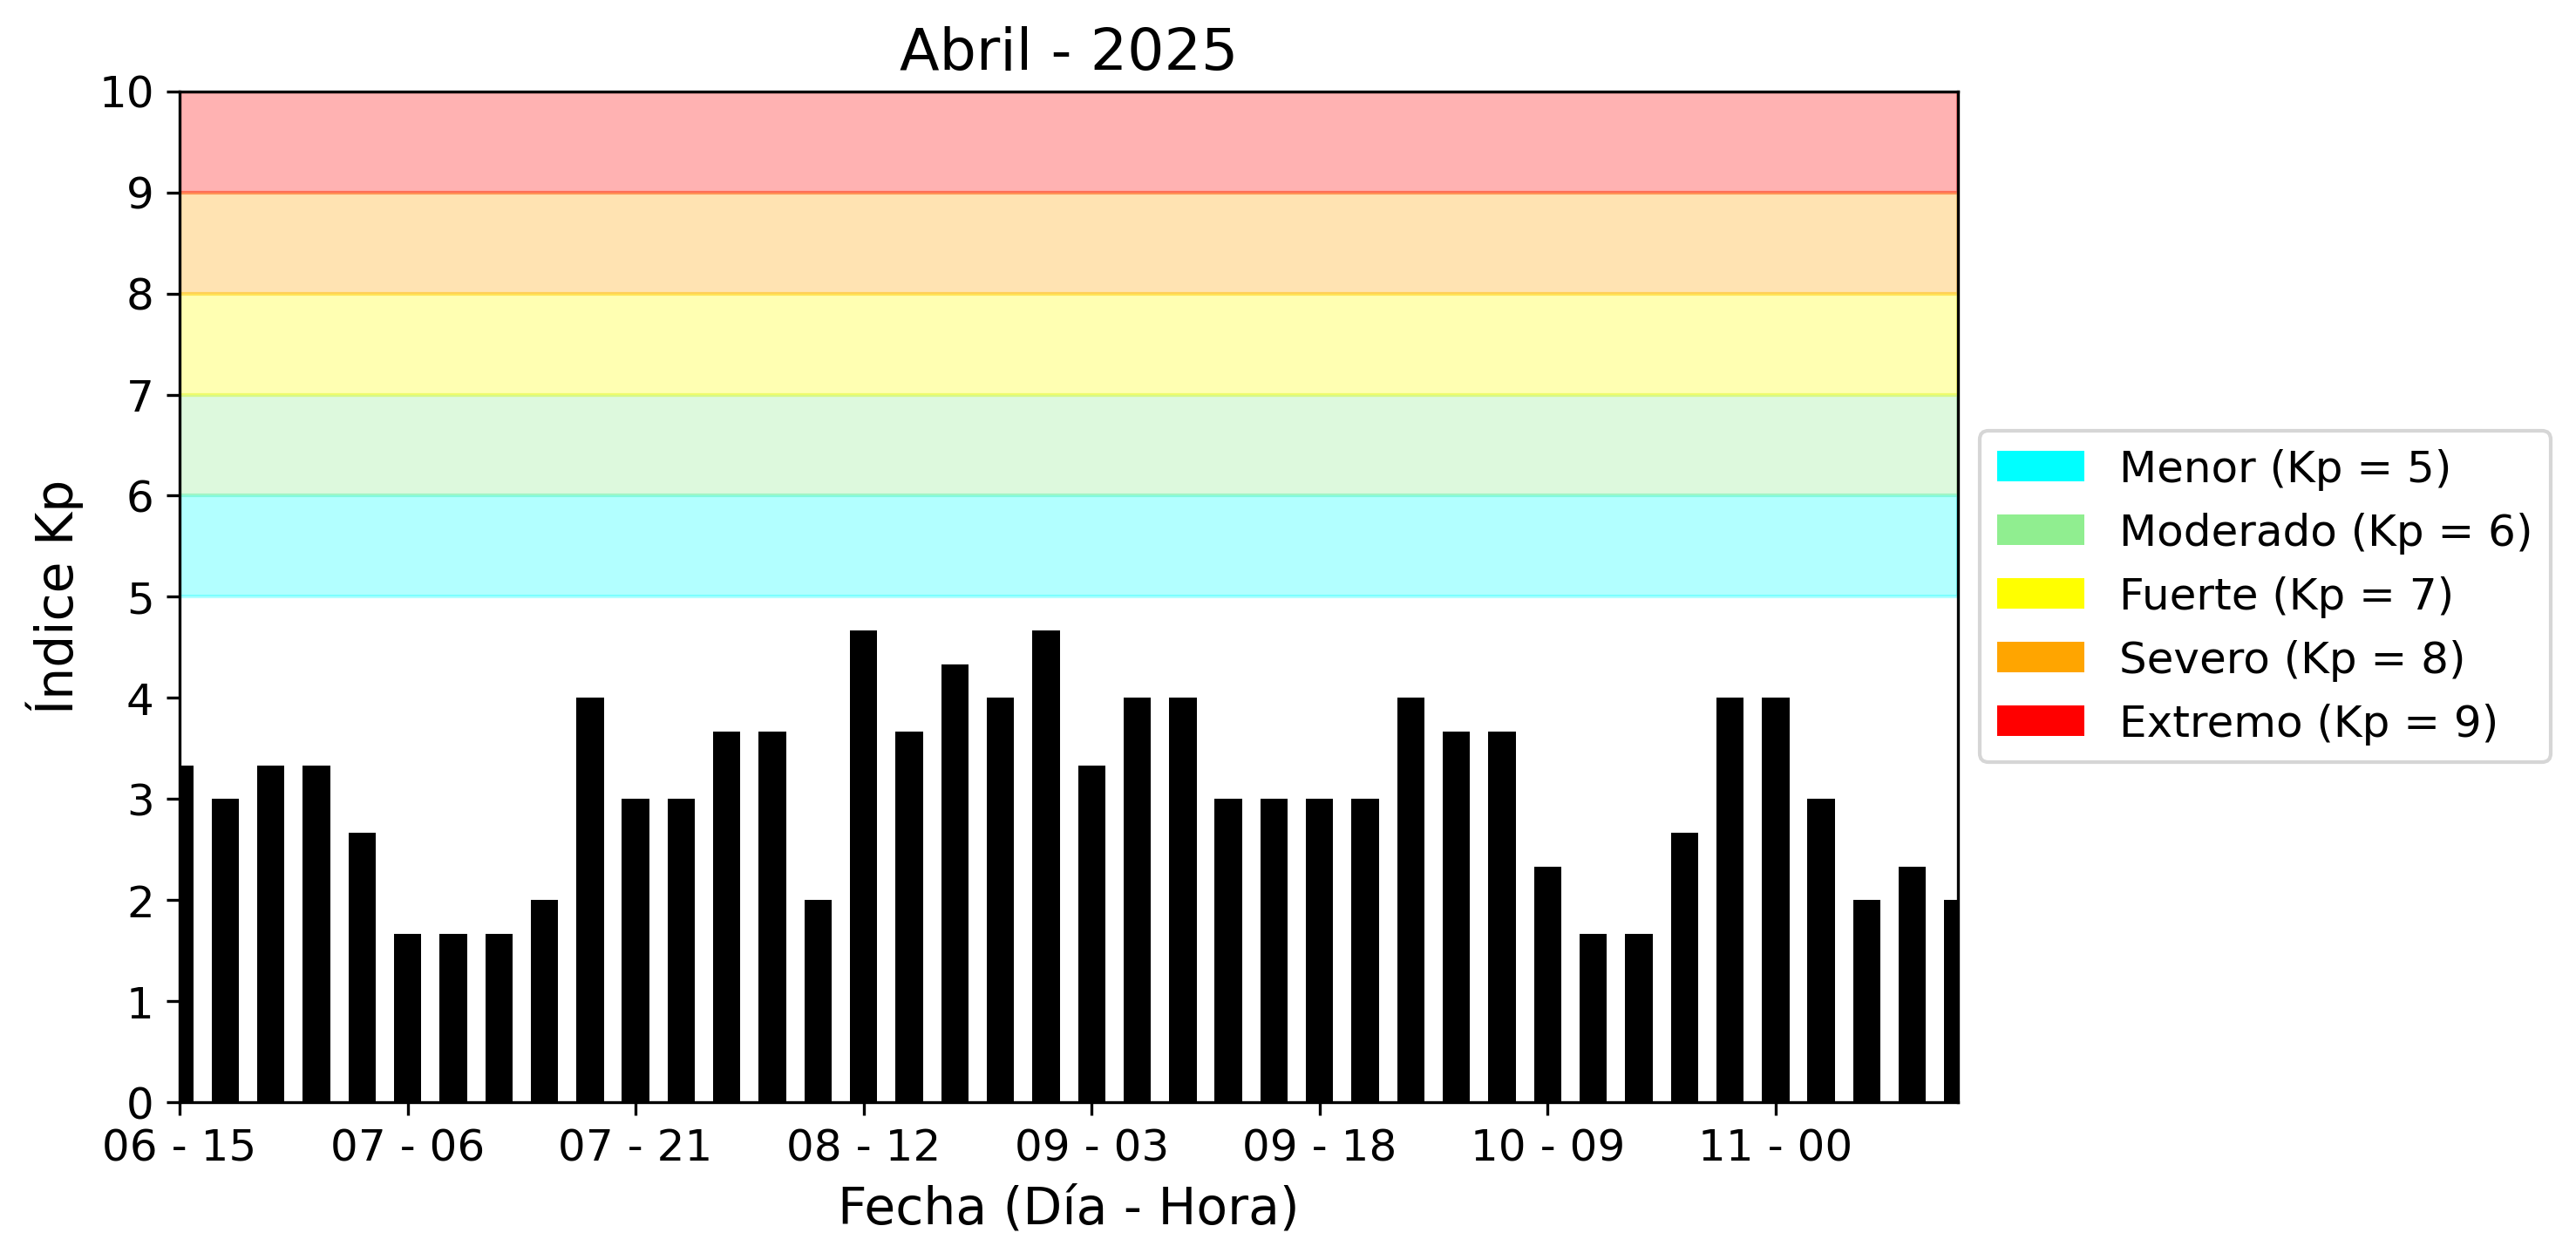 Abril - 2025
10
9
8
7
6
5
4
3
2
1
0
Índice Kp
06 - 15 07 - 06 07 - 21 08 - 12 09 - 03 09 - 18 10 - 09 11 - 00
Fecha (Día - Hora)
Menor (Kp = 5)
Moderado (Kp = 6)
Fuerte (Kp = 7)
Severo (Kp = 8)
Extremo (Kp = 9)